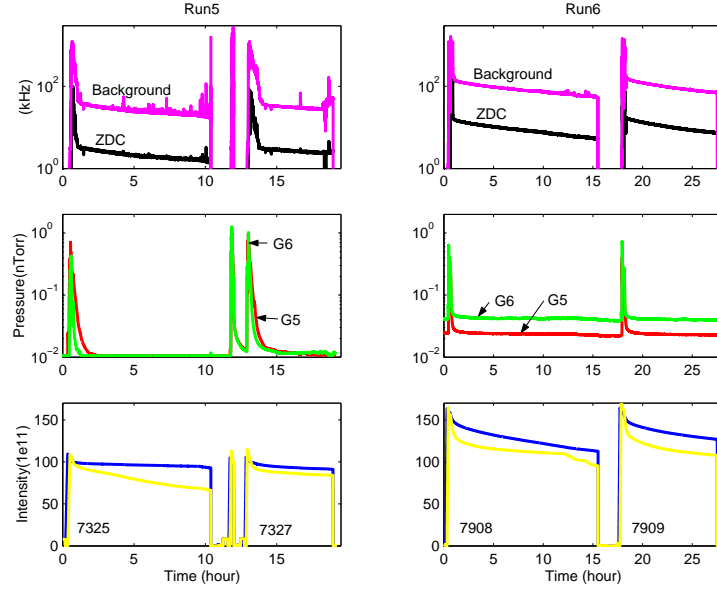 Run5
Run6
(kHz)
10^2
10^0
Background
ZDC
0 5 10 15
10^2
10^0
Background
ZDC
0 5 10 15 20 25
Pressure(nTorr)
10^0
10^-1
10^-2
G6
G5
0 5 10 15
10^0
10^-1
10^-2
G6
G5
0 5 10 15 20 25
Intensity(1e11)
150
100
50
0
7325
7327
0 5 10 15
Time (hour)
150
100
50
0
7908
7909
0 5 10 15 20 25
Time (hour)